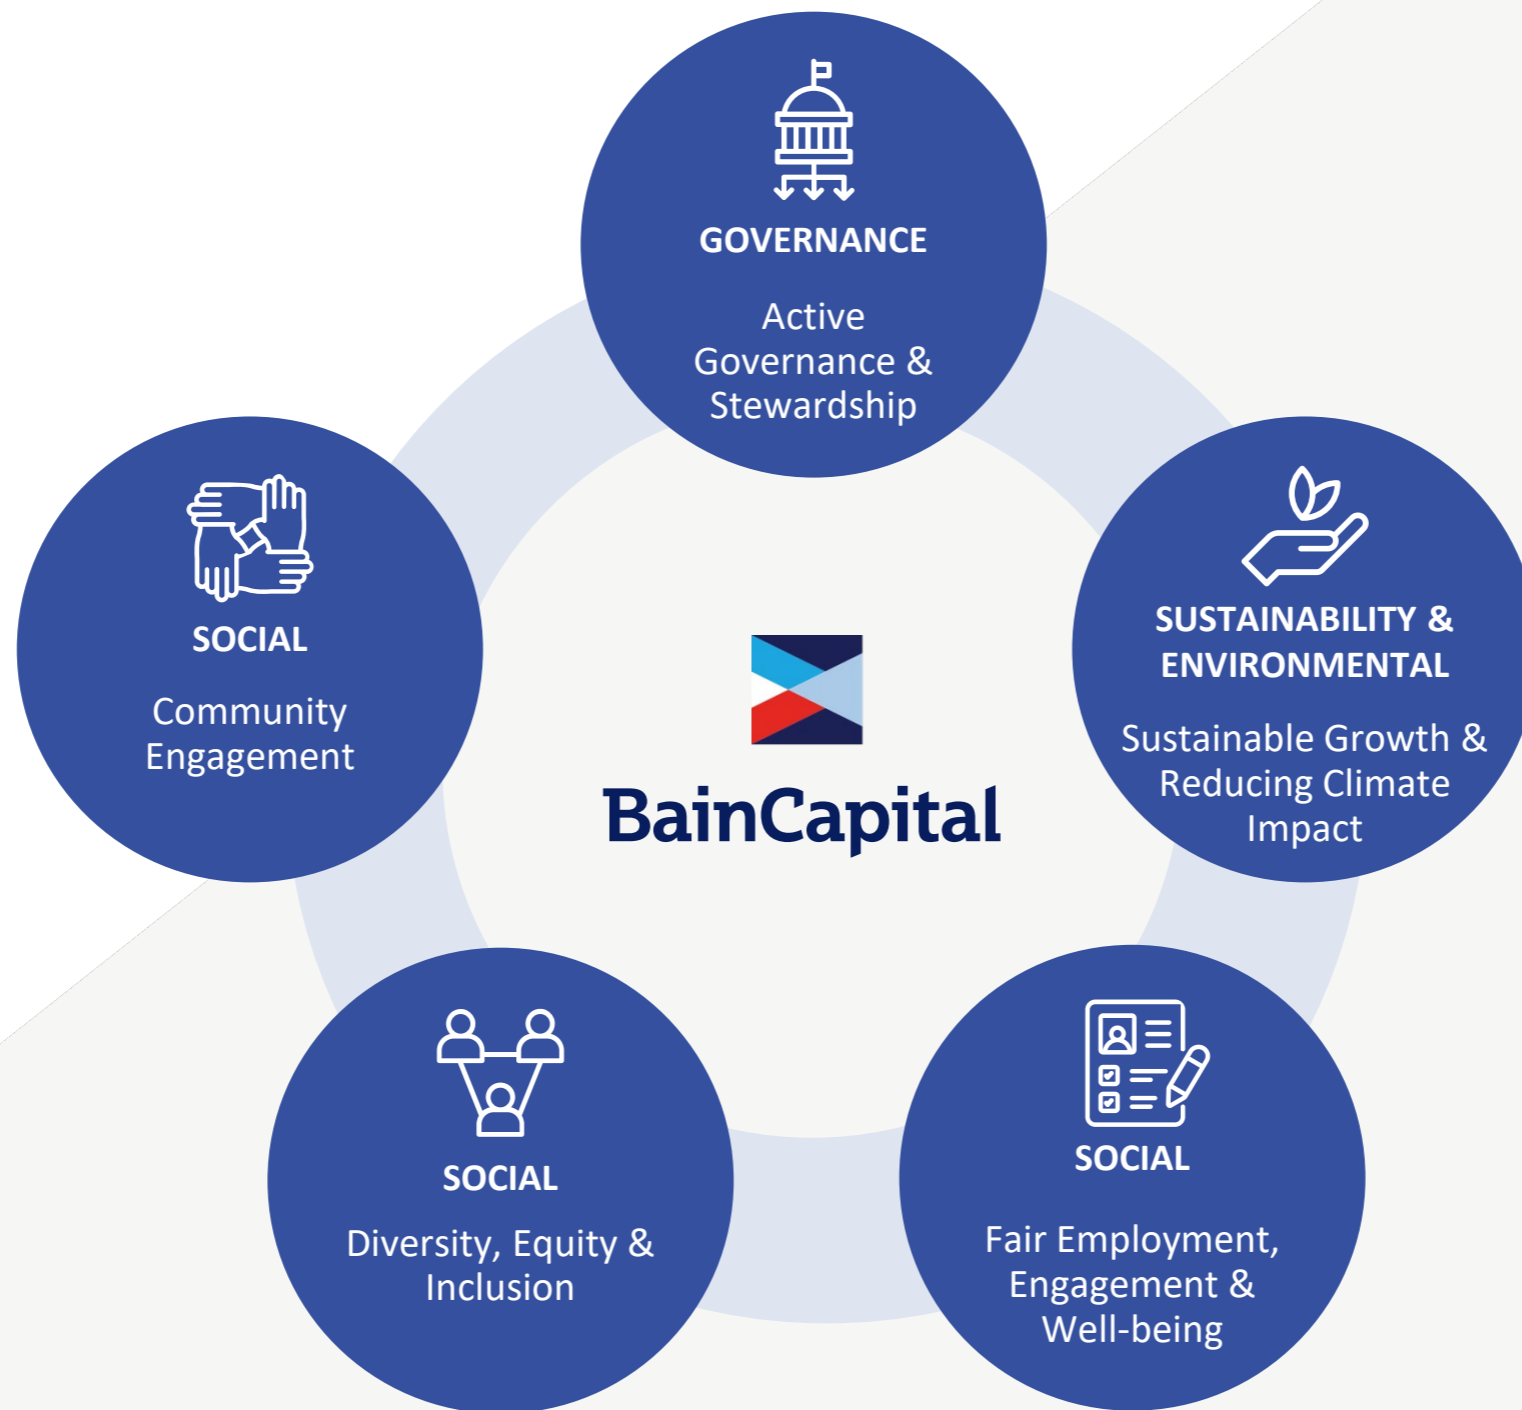 GOVERNANCE
Active
Governance &
Stewardship
SUSTAINABILITY &
ENVIRONMENTAL
Sustainable Growth &
Reducing Climate
Impact
SOCIAL
Fair Employment,
Engagement &
Well-being
SOCIAL
Diversity, Equity &
Inclusion
SOCIAL
Community
Engagement
BainCapital